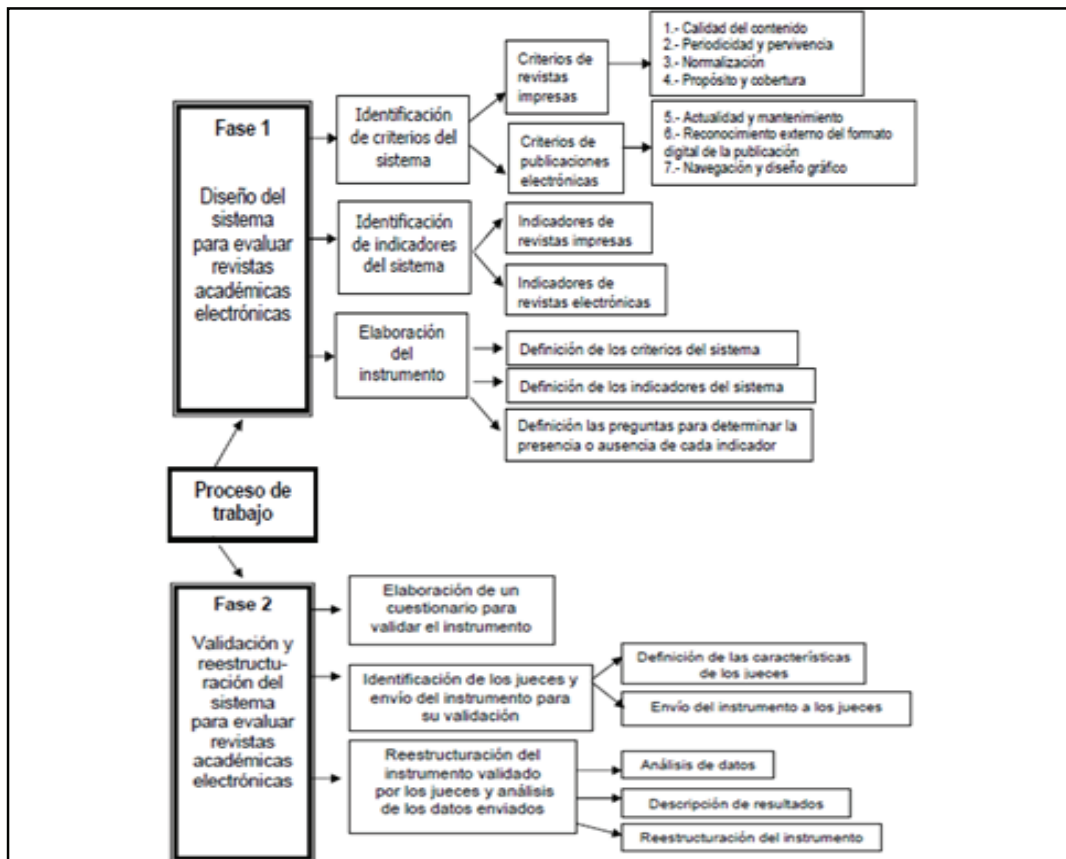 Fase 1
Diseño del
sistema
para evaluar
revistas
académicas
electrónicas
Identificación
de criterios del
sistema
Criterios de
revistas
impresas
1.- Calidad del contenido
2.- Periodicidad y pervivencia
3.- Normalización
4.- Propósito y cobertura
Criterios de
publicaciones
electrónicas
5.- Actualidad y mantenimiento
6.- Reconocimiento externo del formato
digital de la publicación
7.- Navegación y diseño gráfico
Identificación
de indicadores
del sistema
Indicadores de
revistas impresas
Indicadores de
revistas electrónicas
Elaboración
del
instrumento
Definición de los criterios del sistema
Definición de los indicadores del sistema
Definición las preguntas para determinar la
presencia o ausencia de cada indicador
Proceso de
trabajo
Fase 2
Validación y
reestructu-
ración del
sistema
para evaluar
revistas
académicas
electrónicas
Elaboración de un
cuestionario para
validar el instrumento
Identificación de los jueces y
envío del instrumento para
su validación
Definición de las características
de los jueces
Envío del instrumento a los jueces
Reestructuración del
instrumento validado
por los jueces y análisis
de los datos enviados
Análisis de datos
Descripción de resultados
Reestructuración del instrumento